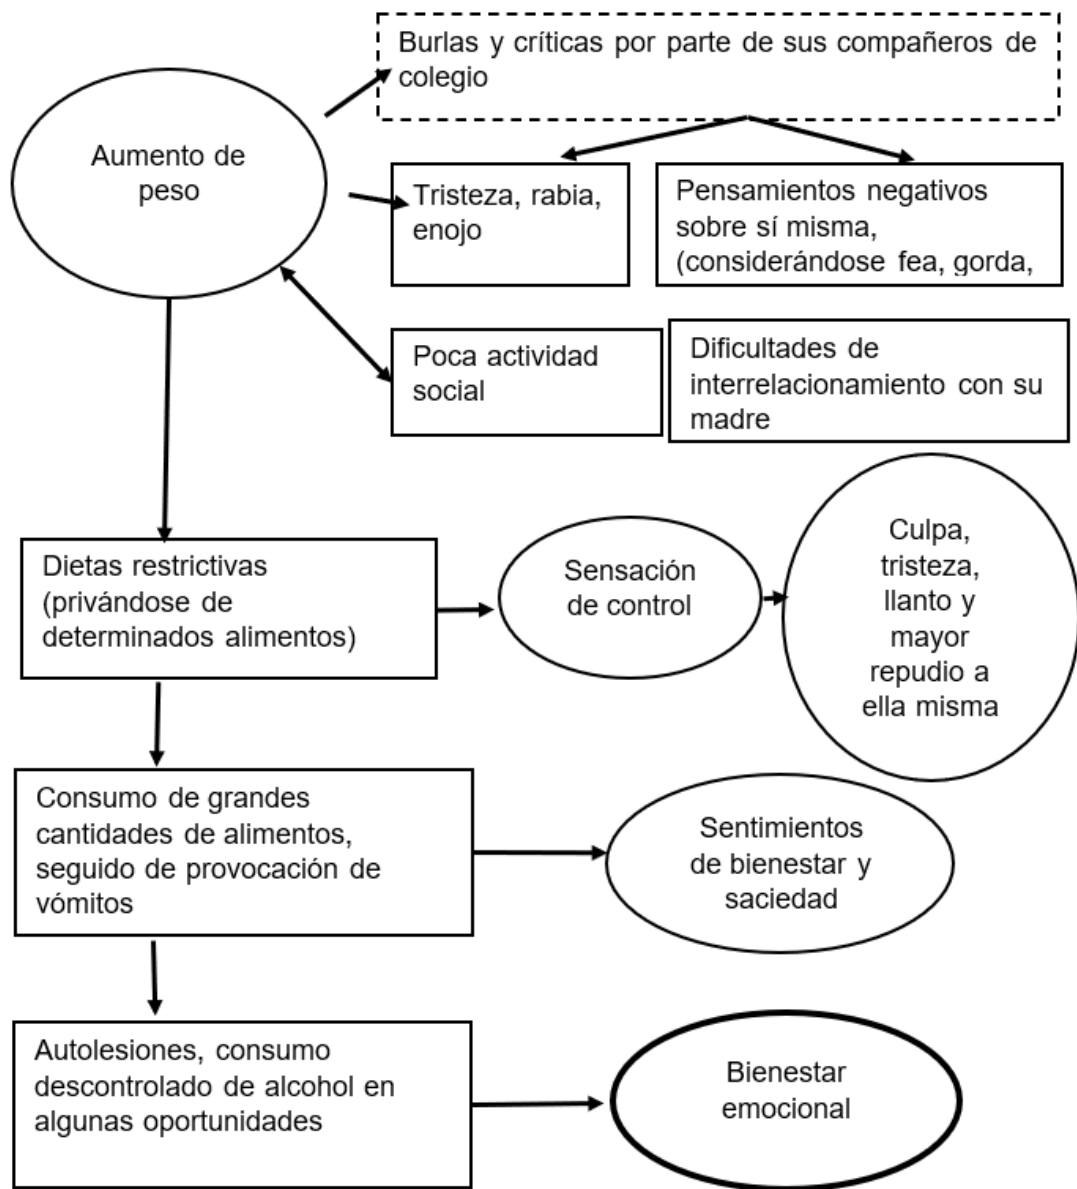 Burlas y críticas por parte de sus compañeros de
colegio
Aumento de
peso
Tristeza, rabia,
enojo
Pensamientos negativos
sobre sí misma,
(considerándose fea, gorda,
Poca actividad
social
Dificultades de
interrelacionamiento con su
madre
Dietas restrictivas
(privándose de
determinados alimentos)
Sensación
de control
Culpa,
tristeza,
llanto y
mayor
repudio a
ella misma
Consumo de grandes
cantidades de alimentos,
seguido de provocación de
vómitos
Sentimientos
de bienestar y
saciedad
Autolesiones, consumo
descontrolado de alcohol en
algunas oportunidades
Bienestar
emocional